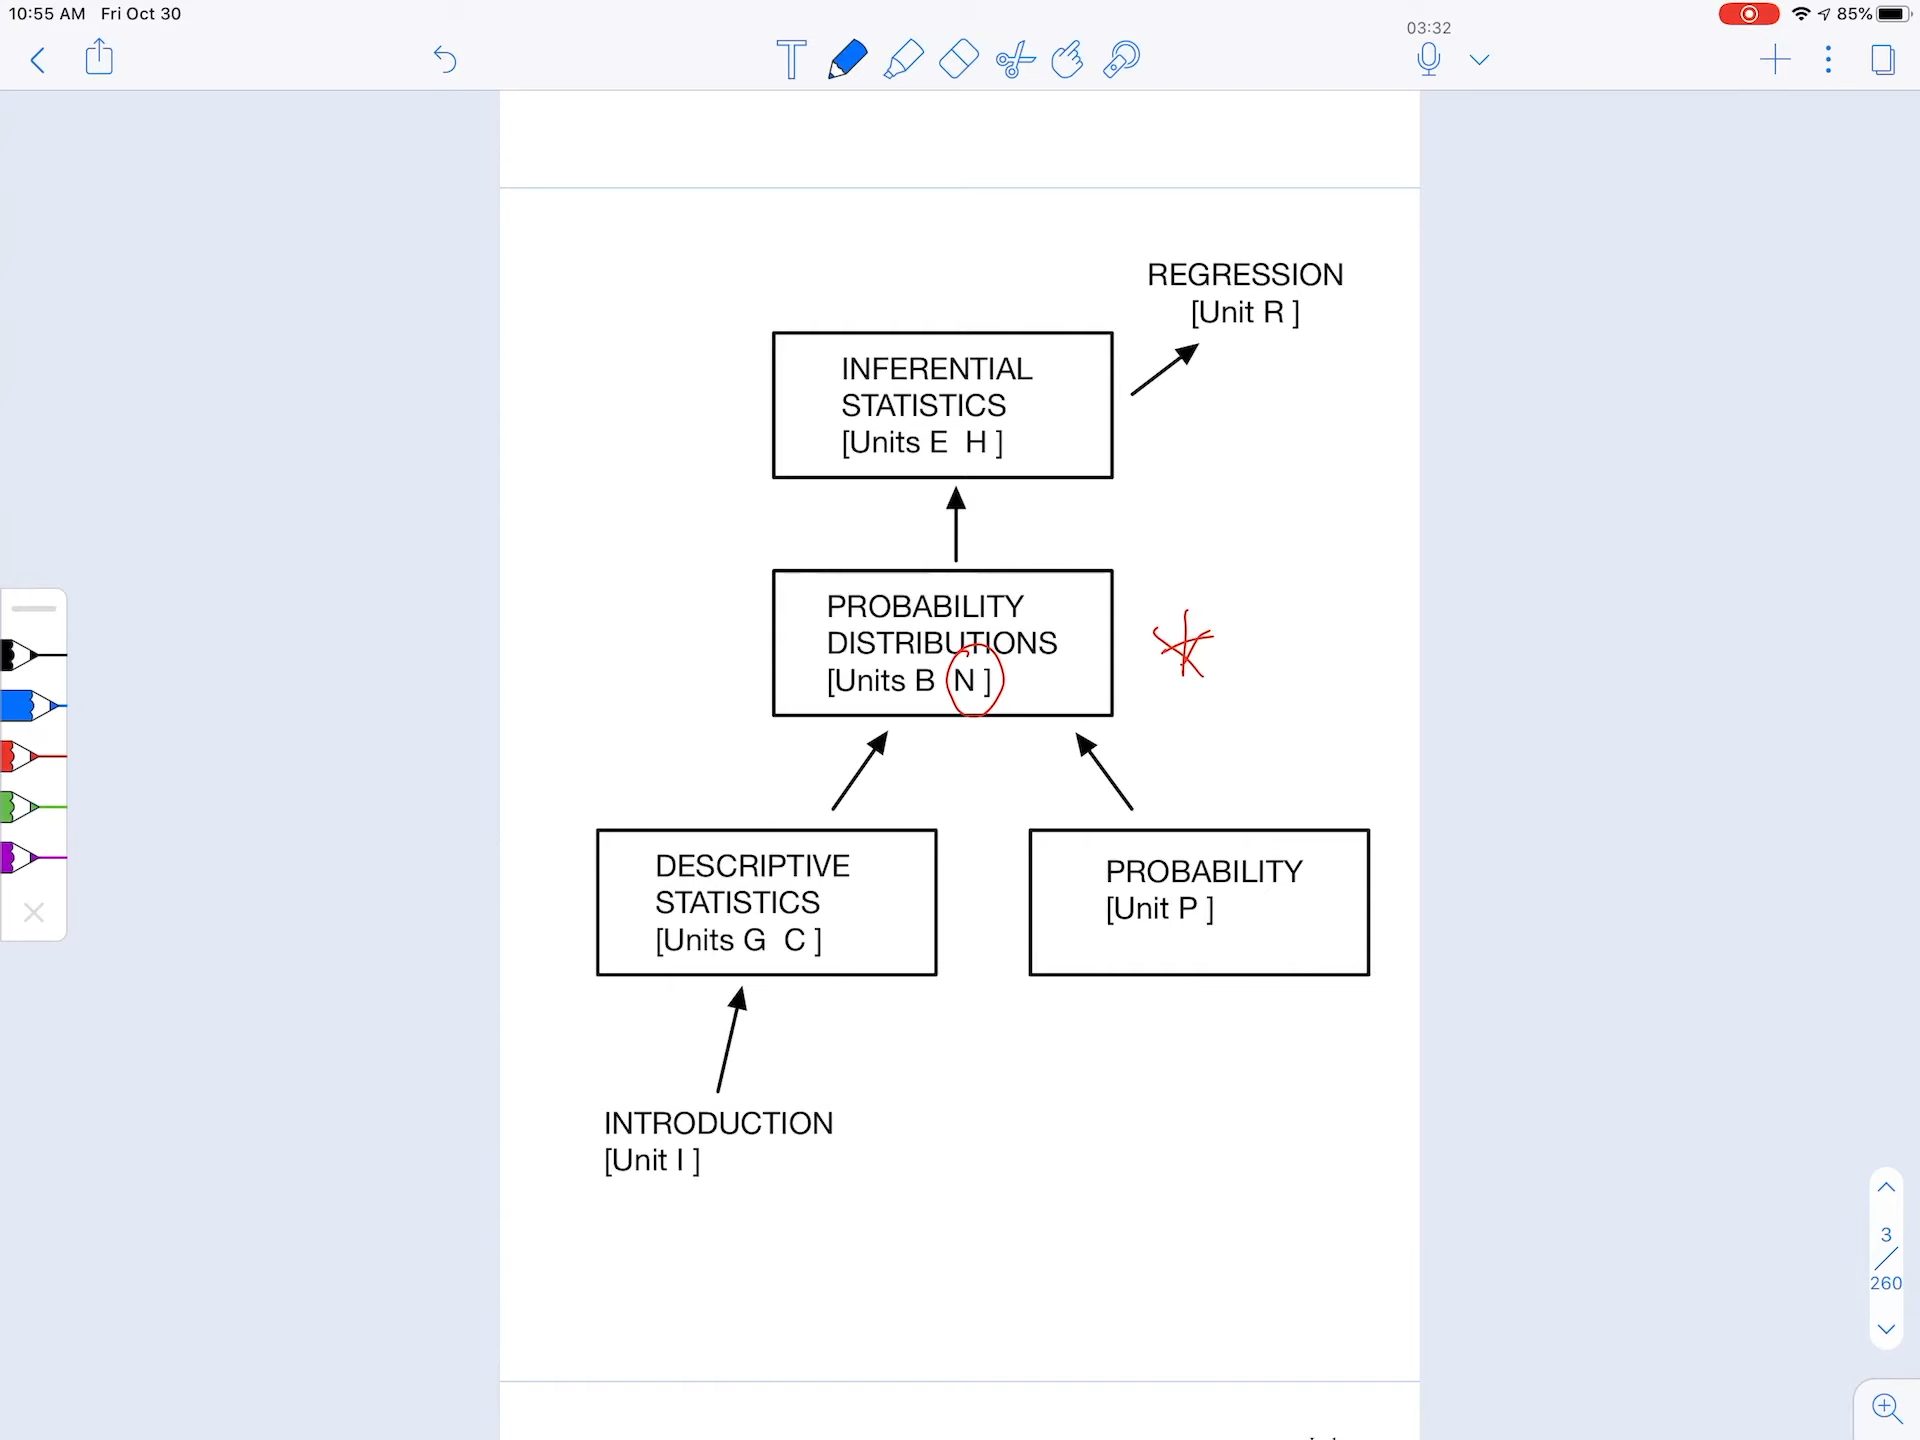 10:55 AM Fri Oct 30
85%
03:32
T
REGRESSION
[Unit R ]
INFERENTIAL
STATISTICS
[Units E H ]
PROBABILITY
DISTRIBUTIONS
[Units B N ]
DESCRIPTIVE
STATISTICS
[Units G C ]
PROBABILITY
[Unit P ]
INTRODUCTION
[Unit I ]
3
260